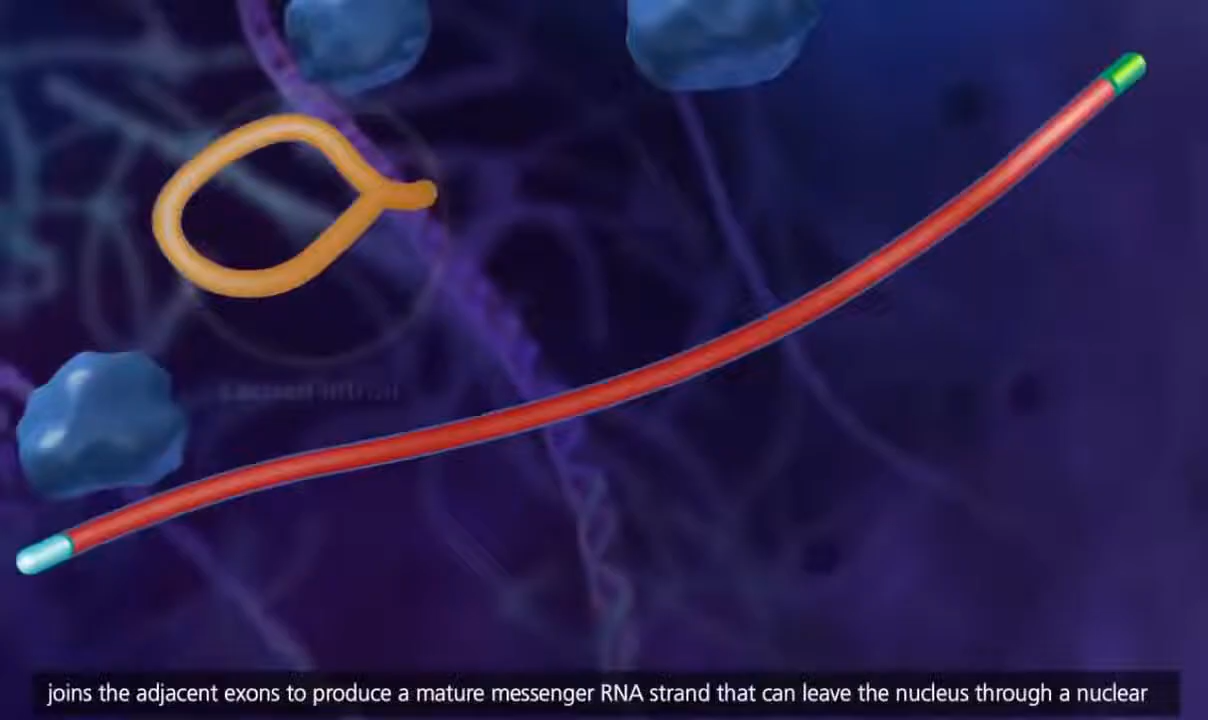 joins the adjacent exons to produce a mature messenger RNA strand that can leave the nucleus through a nuclear